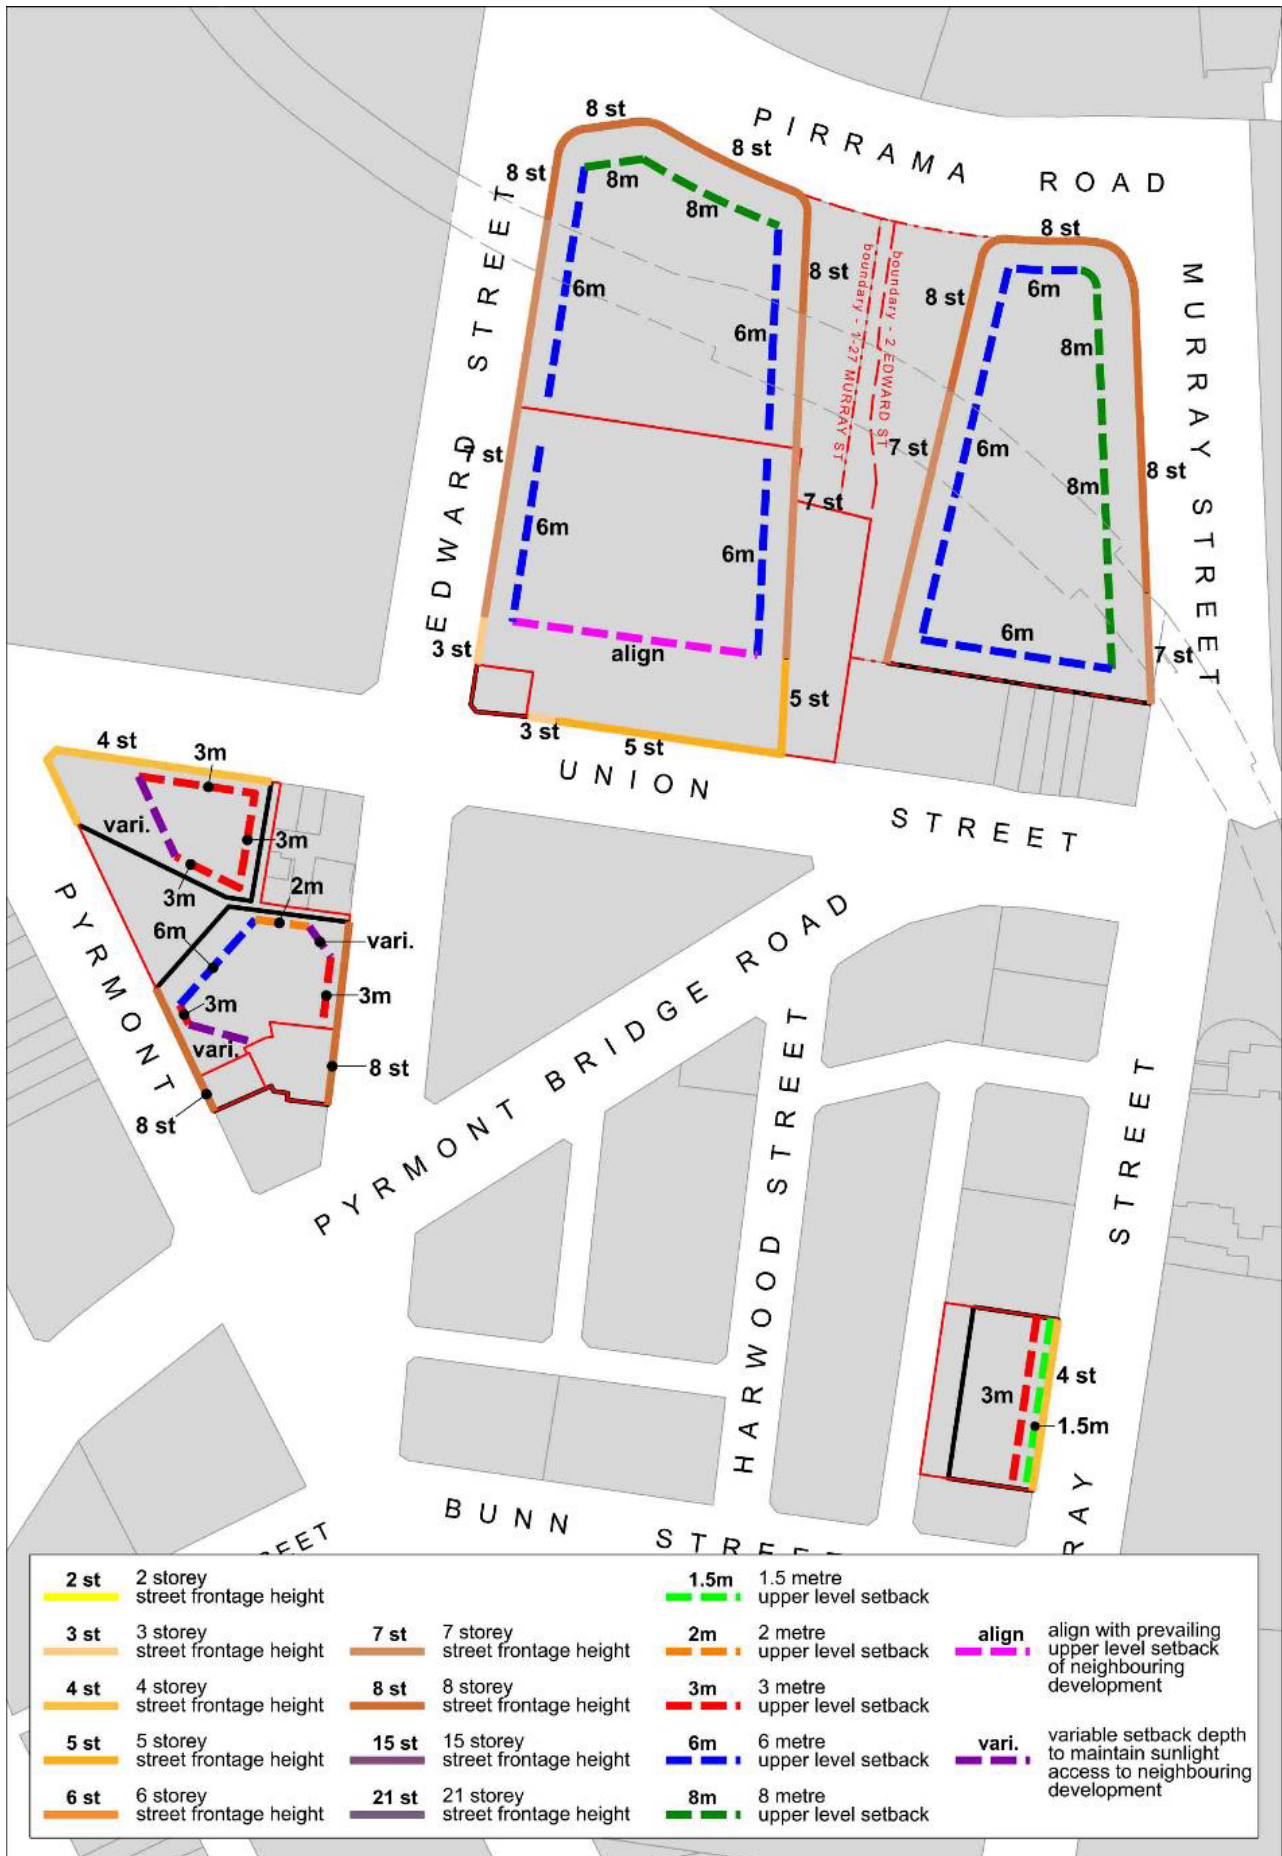 8 st
PIRRAMA ROAD
8 st
8 st
8m
8m
8 st
8 st
8 st
6m
6m
6m
8m
boundary - 1-27 MURRAY ST
boundary - 2 EDWARD ST
EDWARD STREET
MURRAY STREET
7 st
7 st
6m
8m
8 st
7 st
6m
6m
6m
3 st
align
7 st
5 st
3 st
5 st
UNION STREET
4 st
3m
vari.
3m
3m
2m
6m
vari.
3m
3m
vari.
8 st
8 st
PYRMONT
PYRMONT BRIDGE ROAD
HARWOOD STREET
STREET
4 st
3m
1.5m
RAY
BUNN STREE
EET
2 st 2 storey
street frontage height
3 st 3 storey
street frontage height
4 st 4 storey
street frontage height
5 st 5 storey
street frontage height
6 st 6 storey
street frontage height
7 st 7 storey
street frontage height
8 st 8 storey
street frontage height
15 st 15 storey
street frontage height
21 st 21 storey
street frontage height
1.5m 1.5 metre
upper level setback
2m 2 metre
upper level setback
3m 3 metre
upper level setback
6m 6 metre
upper level setback
8m 8 metre
upper level setback
align align with prevailing
upper level setback
of neighbouring
development
vari. variable setback depth
to maintain sunlight
access to neighbouring
development